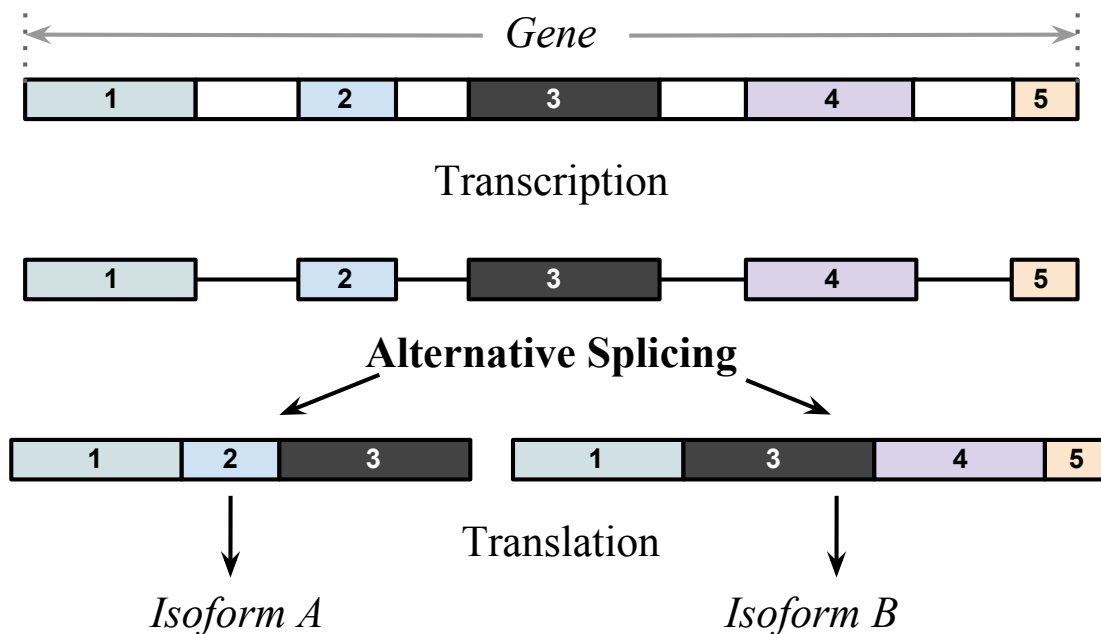 Gene
1 2 3 4 5
Transcription
1 2 3 4 5
Alternative Splicing
1 2 3 1 3 4 5
Translation
Isoform A Isoform B